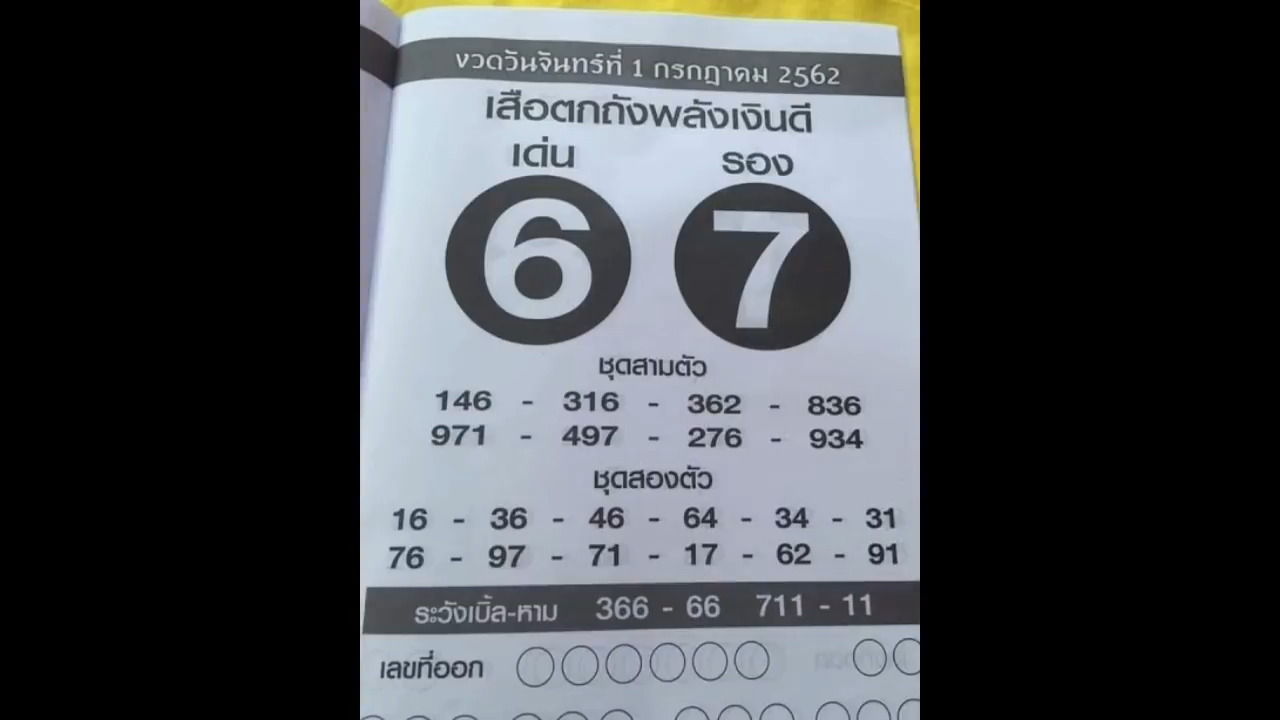 งวดวันจันทร์ที่ 1 กรกฎาคม 2562
เสือตกถังพลังเงินดี
เด่น รอง
6 7
ชุดสามตัว
146 - 316 - 362 - 836
971 - 497 - 276 - 934
ชุดสองตัว
16 - 36 - 46 - 64 - 34 - 31
76 - 97 - 71 - 17 - 62 - 91
ระวังเบิ้ล-หาม 366 - 66 711 - 11
เลขที่ออก